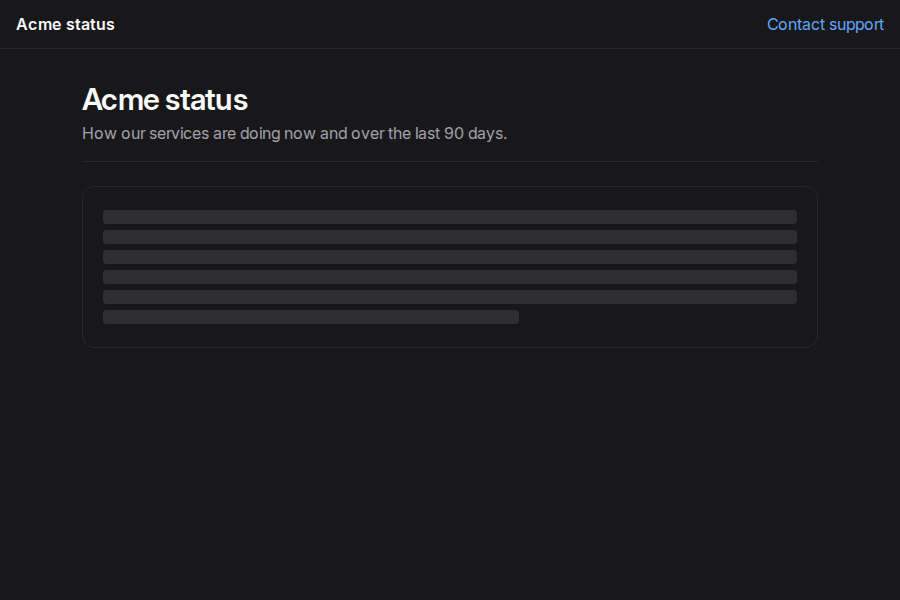 Acme status
Contact support
Acme status
How our services are doing now and over the last 90 days.